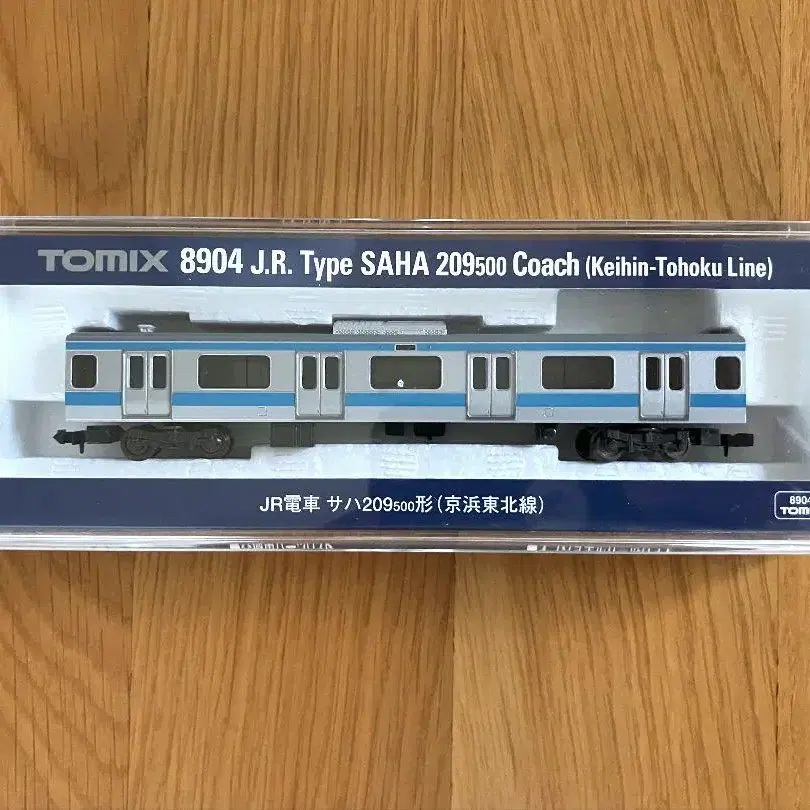 TOMIX 8904 J.R. Type SAHA 209500 Coach (Keihin-Tohoku Line)
JR電車 サハ209500形(京浜東北線)
8904
TOMI